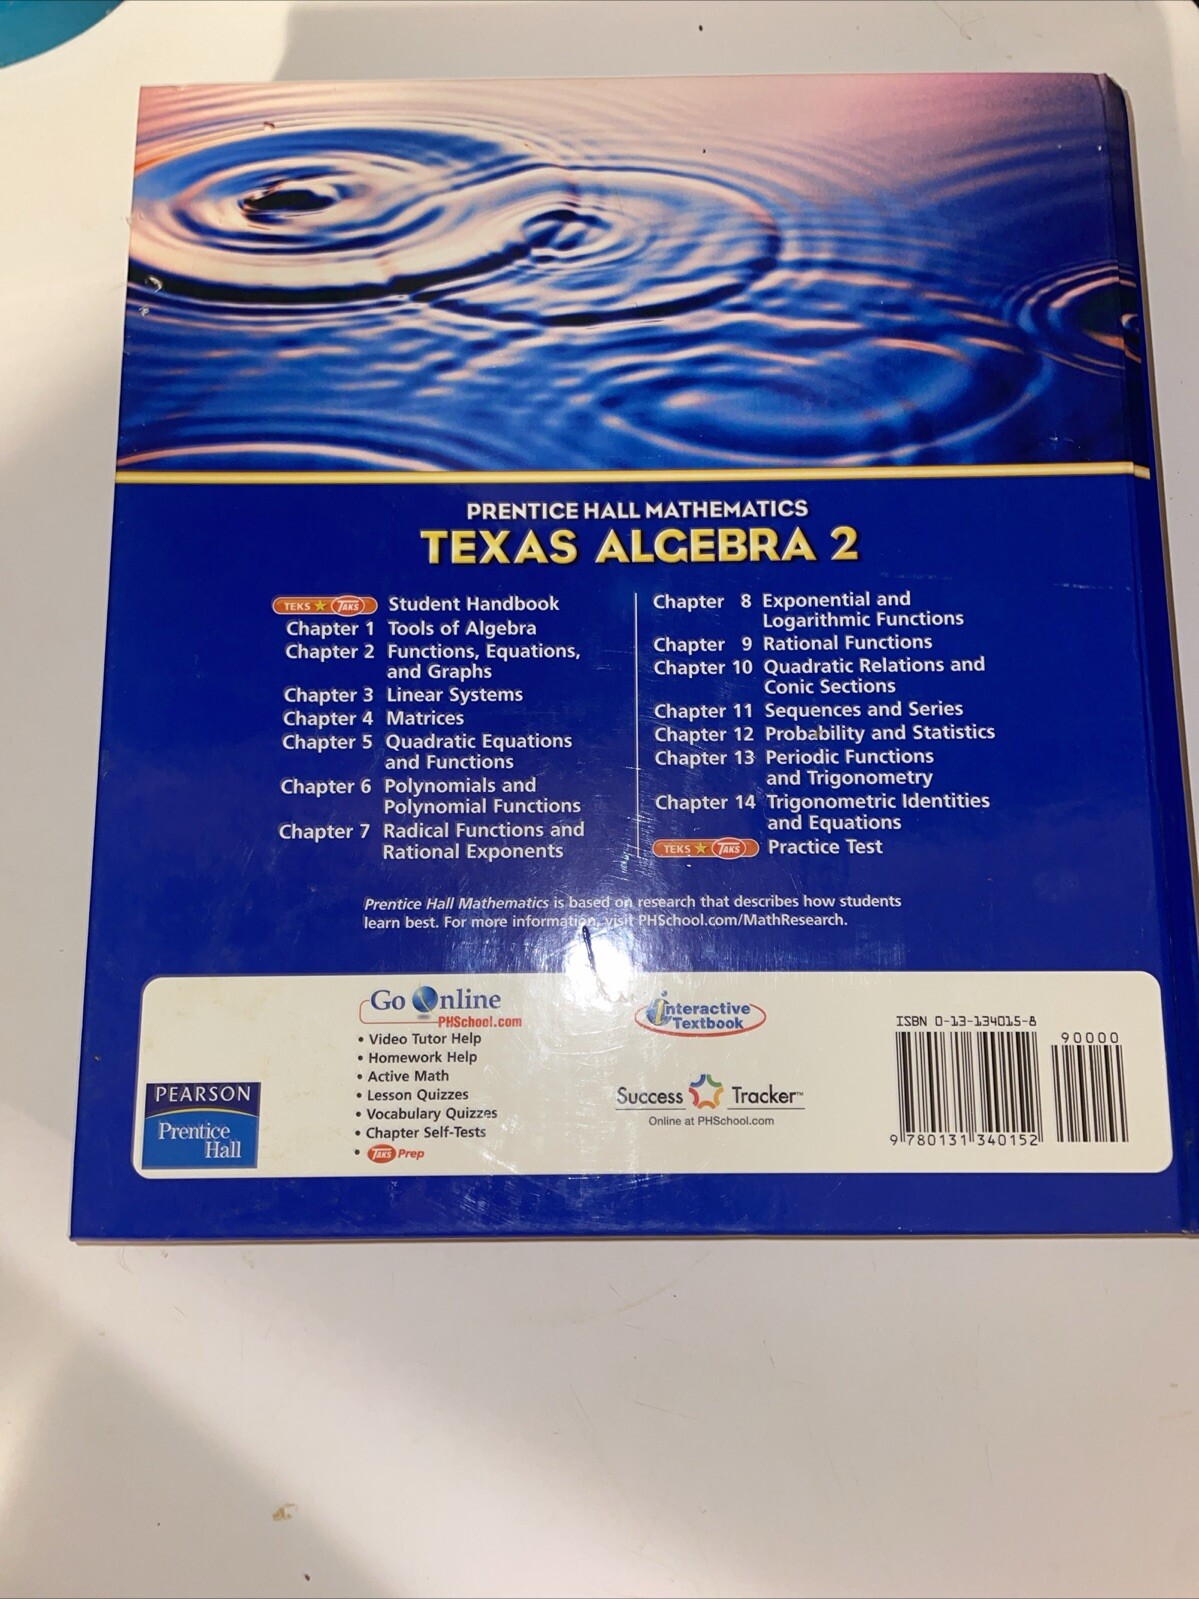 PRENTICE HALL MATHEMATICS
TEXAS ALGEBRA 2
TEKS TAKS Student Handbook
Chapter 1 Tools of Algebra
Chapter 2 Functions, Equations,
and Graphs
Chapter 3 Linear Systems
Chapter 4 Matrices
Chapter 5 Quadratic Equations
and Functions
Chapter 6 Polynomials and
Polynomial Functions
Chapter 7 Radical Functions and
Rational Exponents
Chapter 8 Exponential and
Logarithmic Functions
Chapter 9 Rational Functions
Chapter 10 Quadratic Relations and
Conic Sections
Chapter 11 Sequences and Series
Chapter 12 Probability and Statistics
Chapter 13 Periodic Functions
and Trigonometry
Chapter 14 Trigonometric Identities
and Equations
TEKS TAKS Practice Test
Prentice Hall Mathematics is based on research that describes how students
learn best. For more information, visit PHSchool.com/MathResearch.
PEARSON
Prentice
Hall
Go Online
PHSchool.com
• Video Tutor Help
• Homework Help
• Active Math
• Lesson Quizzes
• Vocabulary Quizzes
• Chapter Self-Tests
• TAKS Prep
interactive
Textbook
Success Tracker™
Online at PHSchool.com
ISBN 0-13-134015-8
90000
9 780131 340152